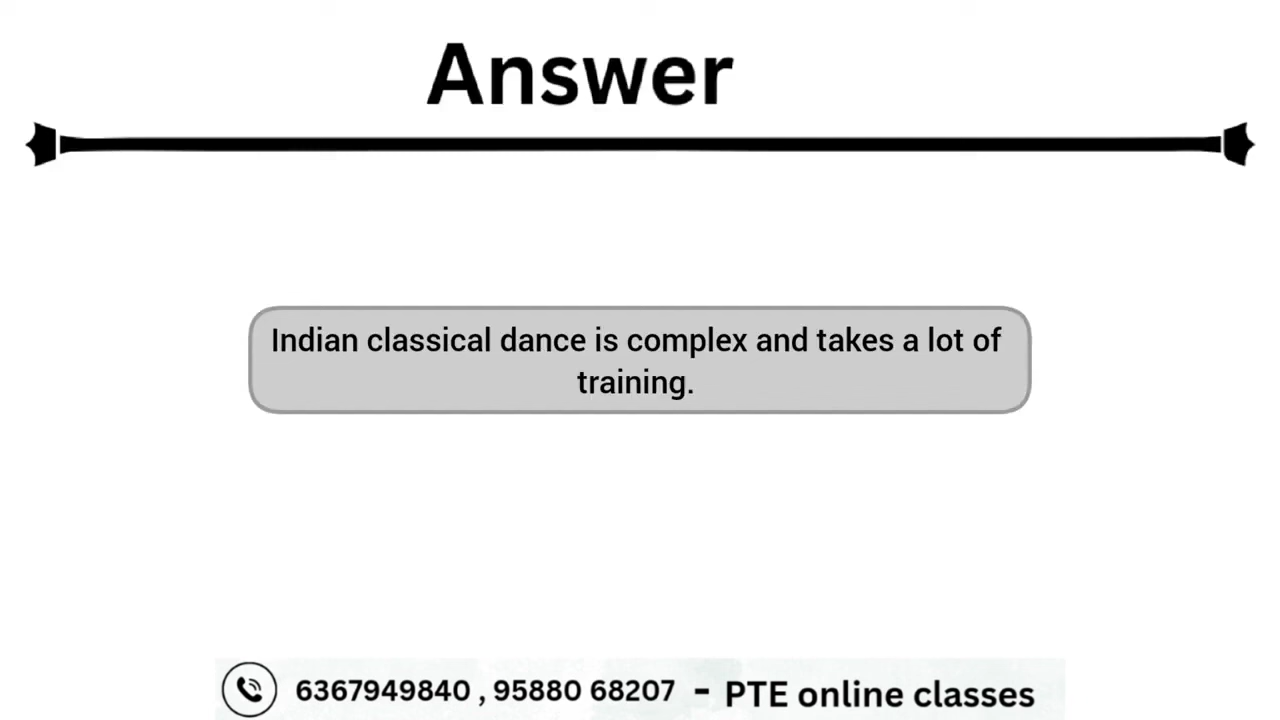 Answer
Indian classical dance is complex and takes a lot of
training.
6367949840 , 95880 68207 - PTE online classes